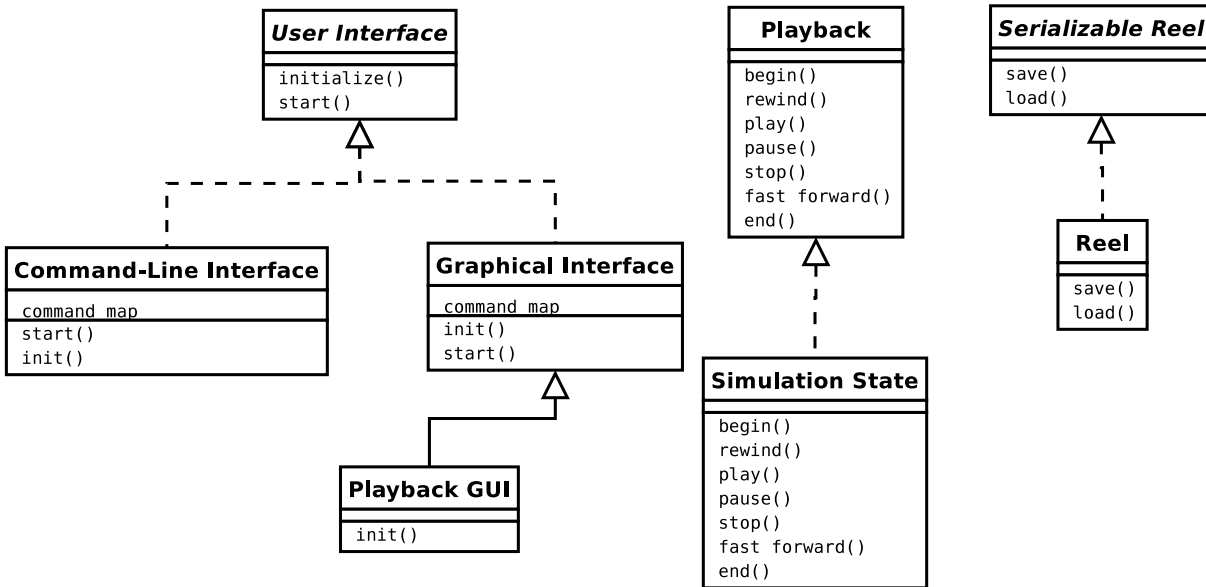 User Interface
initialize()
start()
Command-Line Interface
command map
start()
init()
Graphical Interface
command map
init()
start()
Playback GUI
init()
Playback
begin()
rewind()
play()
pause()
stop()
fast forward()
end()
Simulation State
begin()
rewind()
play()
pause()
stop()
fast forward()
end()
Serializable Reel
save()
load()
Reel
save()
load()